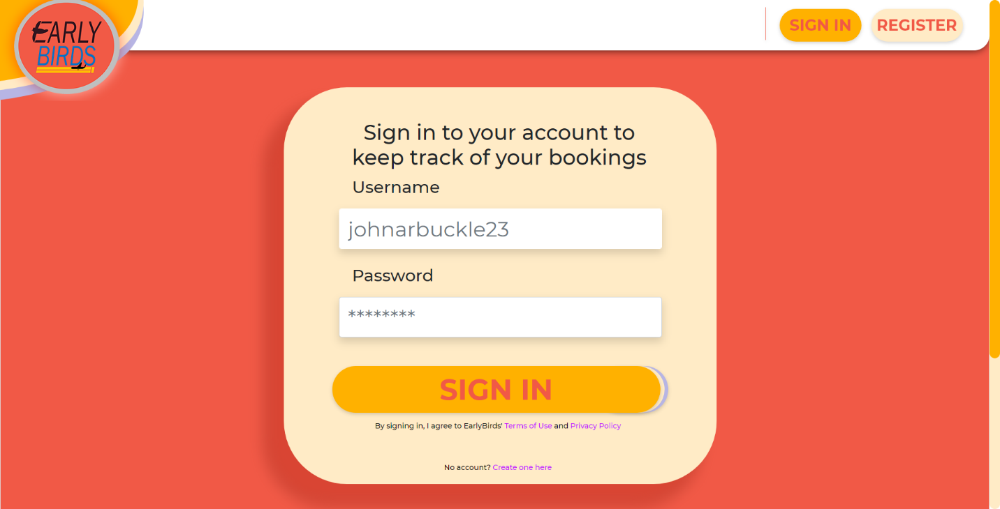 EARLY
BIRDS
SIGN IN
REGISTER
Sign in to your account to
keep track of your bookings
Username
johnarbuckle23
Password
********
SIGN IN
By signing in, I agree to EarlyBirds' Terms of Use and Privacy Policy
No account? Create one here